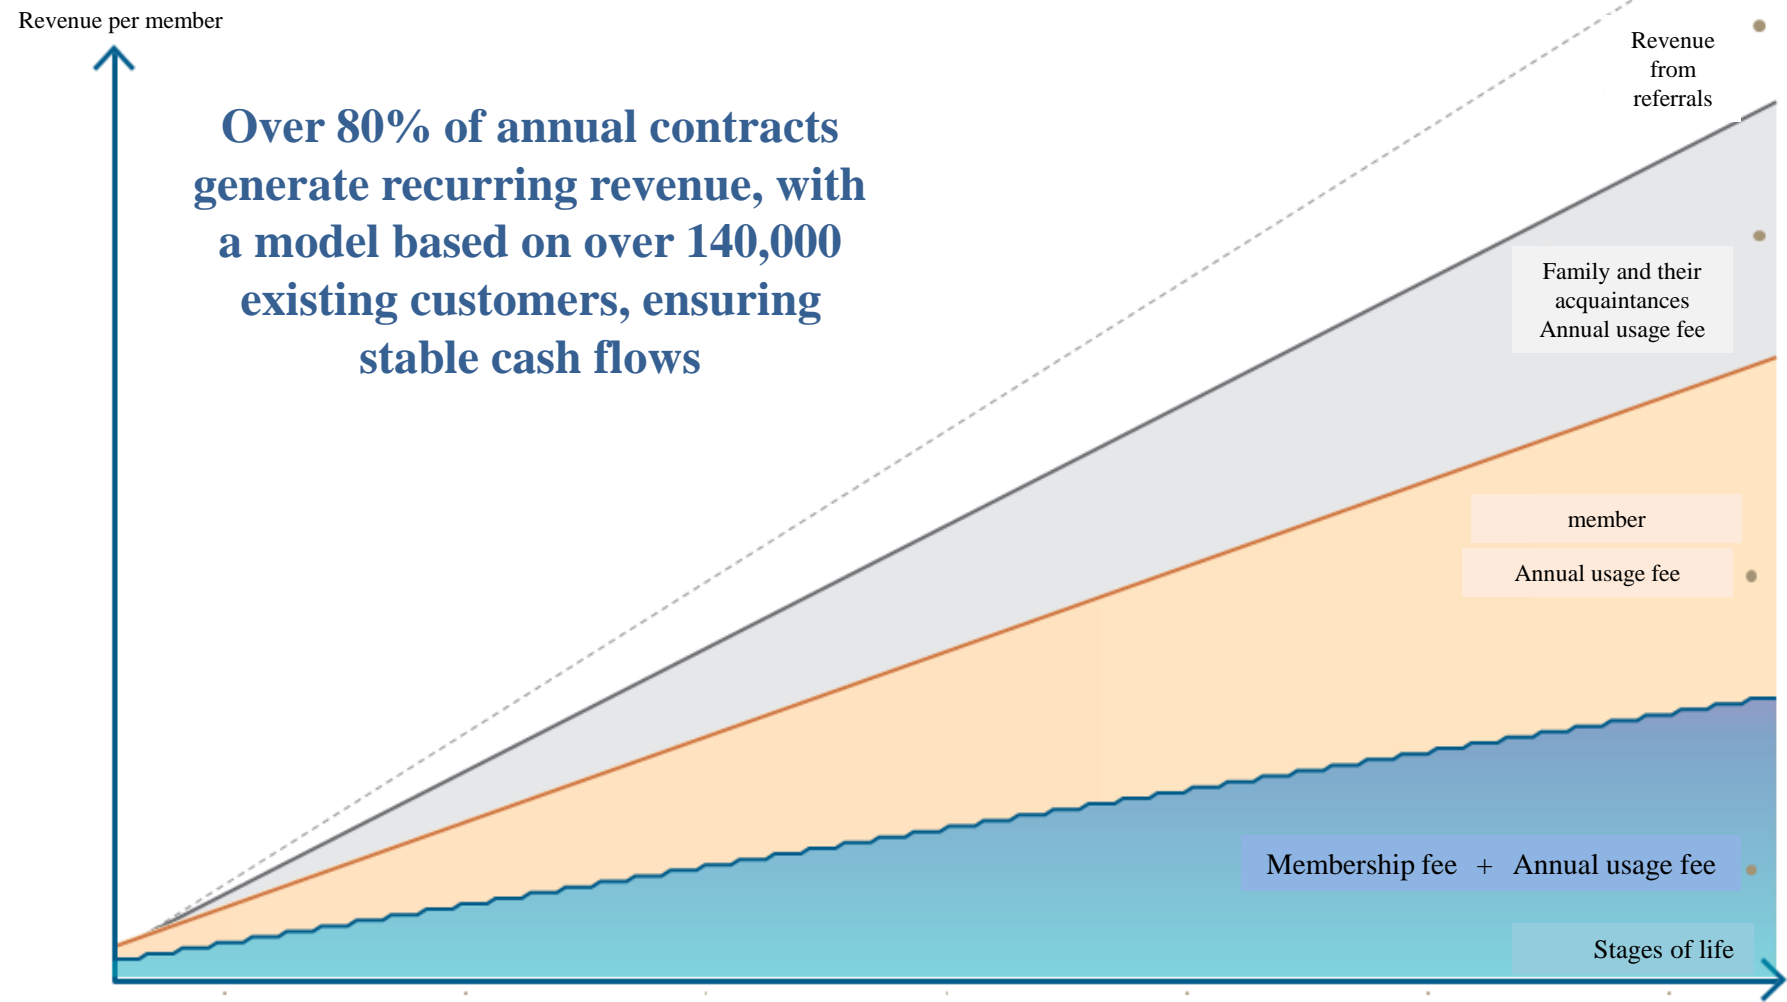 Revenue per member
Over 80% of annual contracts
generate recurring revenue, with
a model based on over 140,000
existing customers, ensuring
stable cash flows
Revenue
from
referrals
Family and their
acquaintances
Annual usage fee
member
Annual usage fee
Membership fee + Annual usage fee
Stages of life